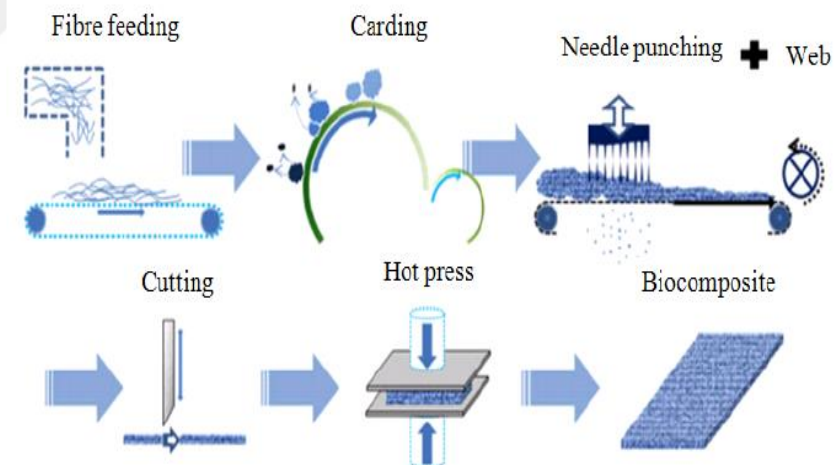 Fibre feeding
Carding
Needle punching + Web
Cutting
Hot press
Biocomposite